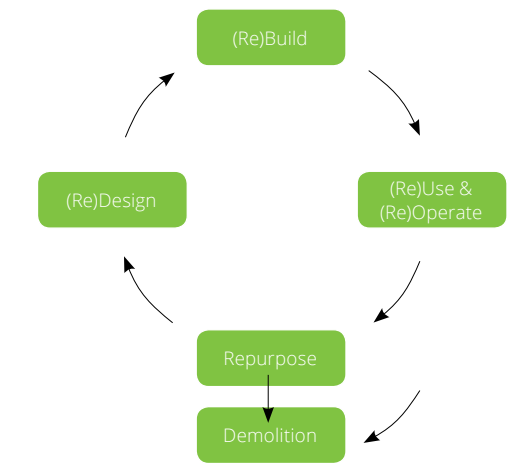 (Re)Build
(Re)Design
(Re)Use &
(Re)Operate
Repurpose
Demolition